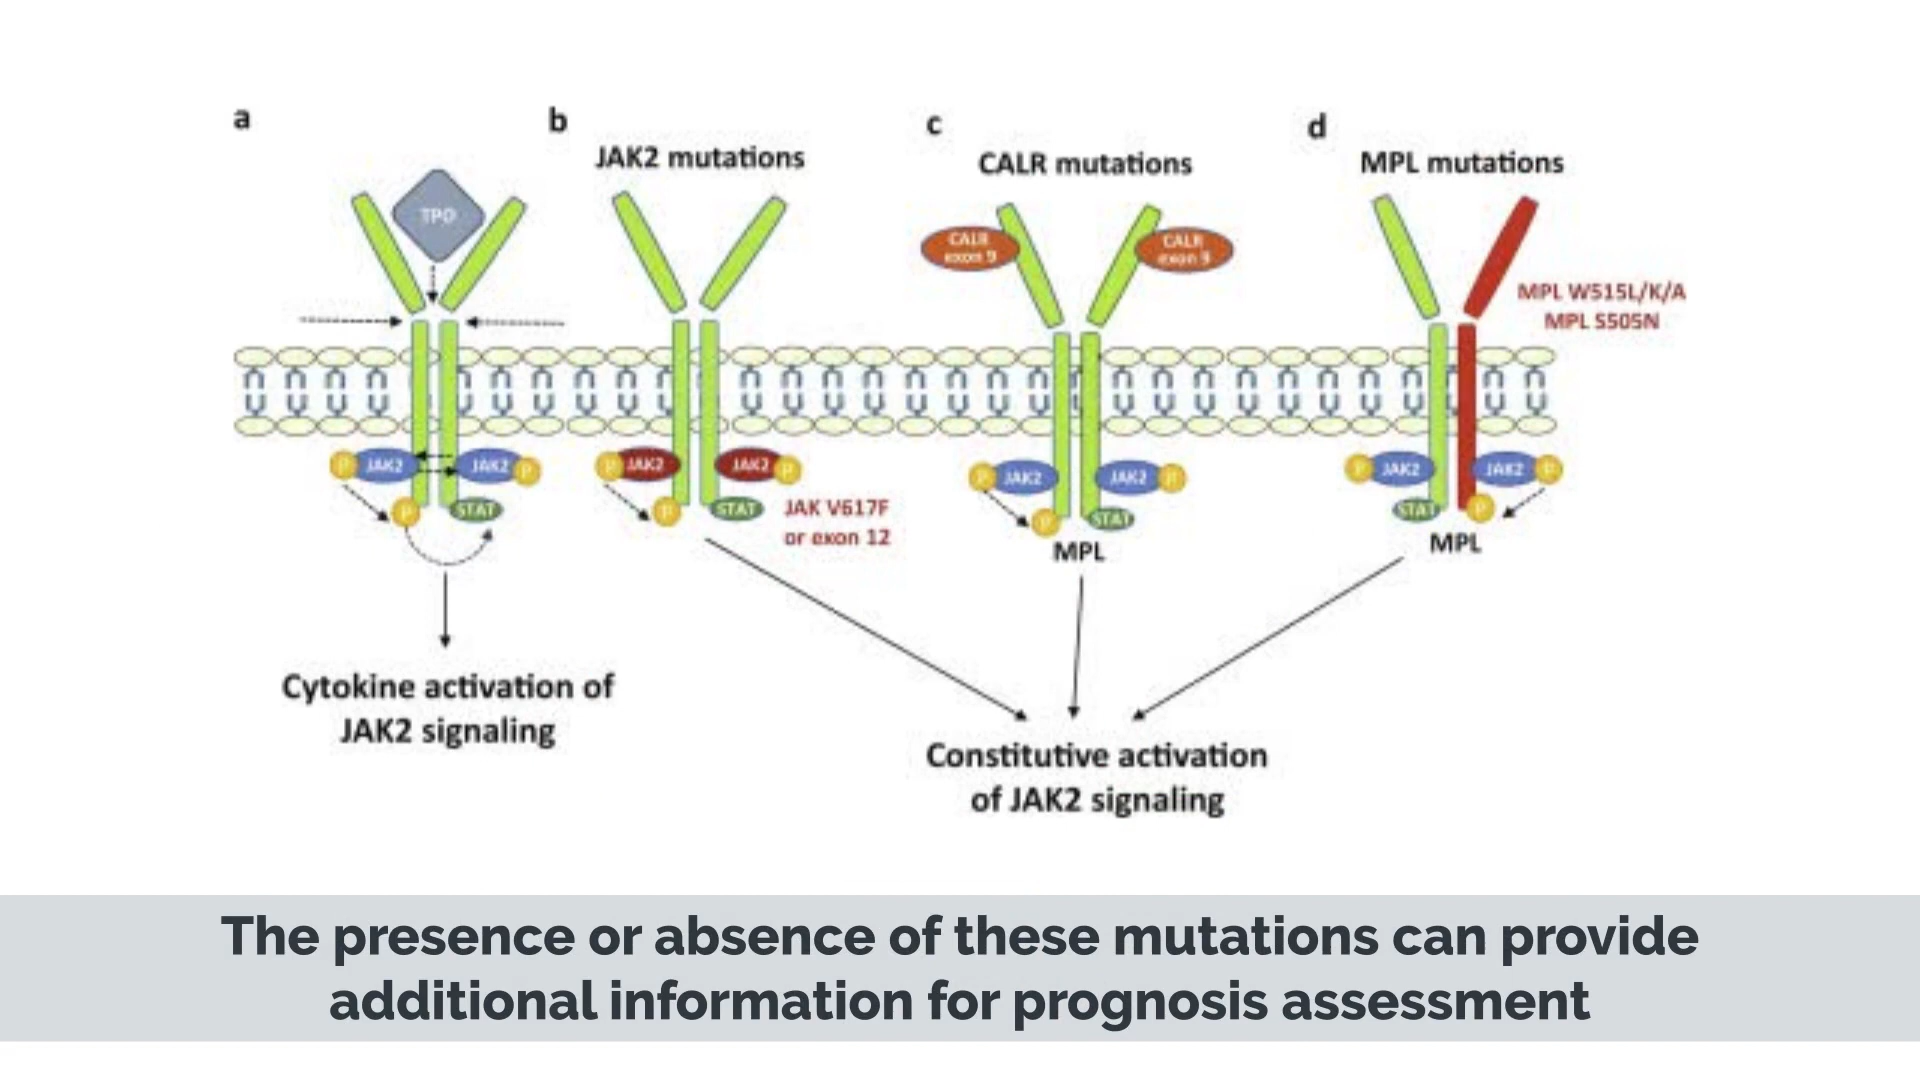 a
b
c
d
JAK2 mutations
CALR mutations
MPL mutations
TPO
CALR
exon 9
CALR
exon 9
MPL W515L/K/A
MPL S505N
P JAK2
JAK2 P
P JAK2
JAK2 P
P JAK2
JAK2 P
P JAK2
JAK2 P
P
STAT
P
STAT
JAK V617F
or exon 12
P
STAT
MPL
STAT
P
MPL
Cytokine activation of
JAK2 signaling
Constitutive activation
of JAK2 signaling
The presence or absence of these mutations can provide
additional information for prognosis assessment